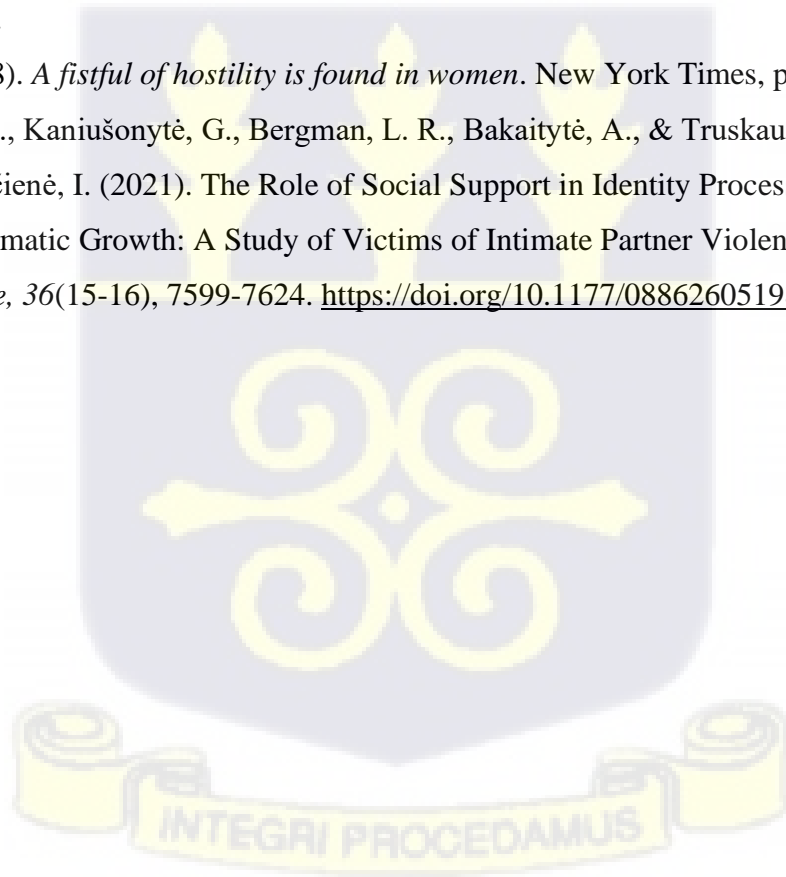 8). A fistful of hostility is found in women. New York Times, p
., Kaniušonytė, G., Bergman, L. R., Bakaitytė, A., & Truskau
čienė, I. (2021). The Role of Social Support in Identity Proces
matic Growth: A Study of Victims of Intimate Partner Violen
e, 36(15-16), 7599-7624. https://doi.org/10.1177/0886260519
INTEGRI PROCEDAMUS